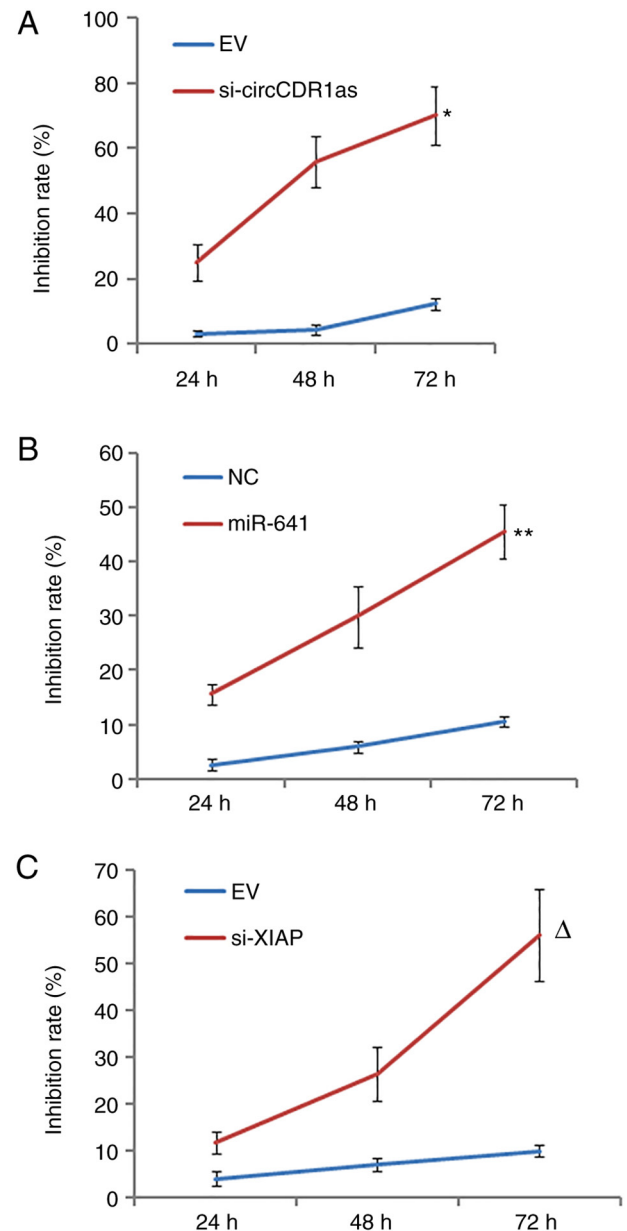 A
Inhibition rate (%)
100
80
60
40
20
0
EV
si-circCDR1as
*
24 h 48 h 72 h
B
Inhibition rate (%)
60
50
40
30
20
10
0
NC
miR-641
**
24 h 48 h 72 h
C
Inhibition rate (%)
70
60
50
40
30
20
10
0
EV
si-XIAP
Δ
24 h 48 h 72 h